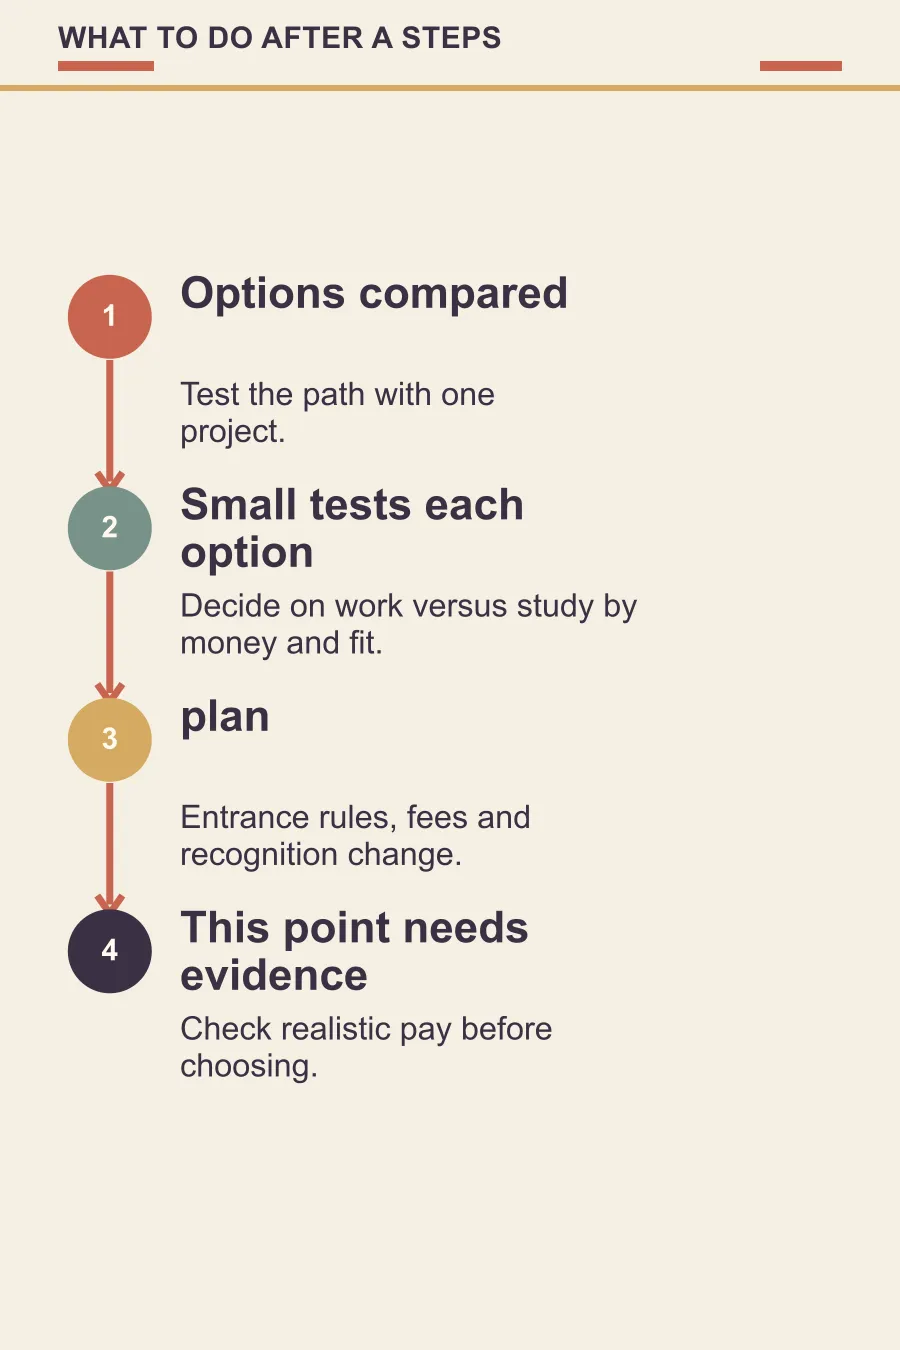 WHAT TO DO AFTER A STEPS
1
Options compared
Test the path with one
project.
2
Small tests each
option
Decide on work versus study by
money and fit.
3
plan
Entrance rules, fees and
recognition change.
4
This point needs
evidence
Check realistic pay before
choosing.